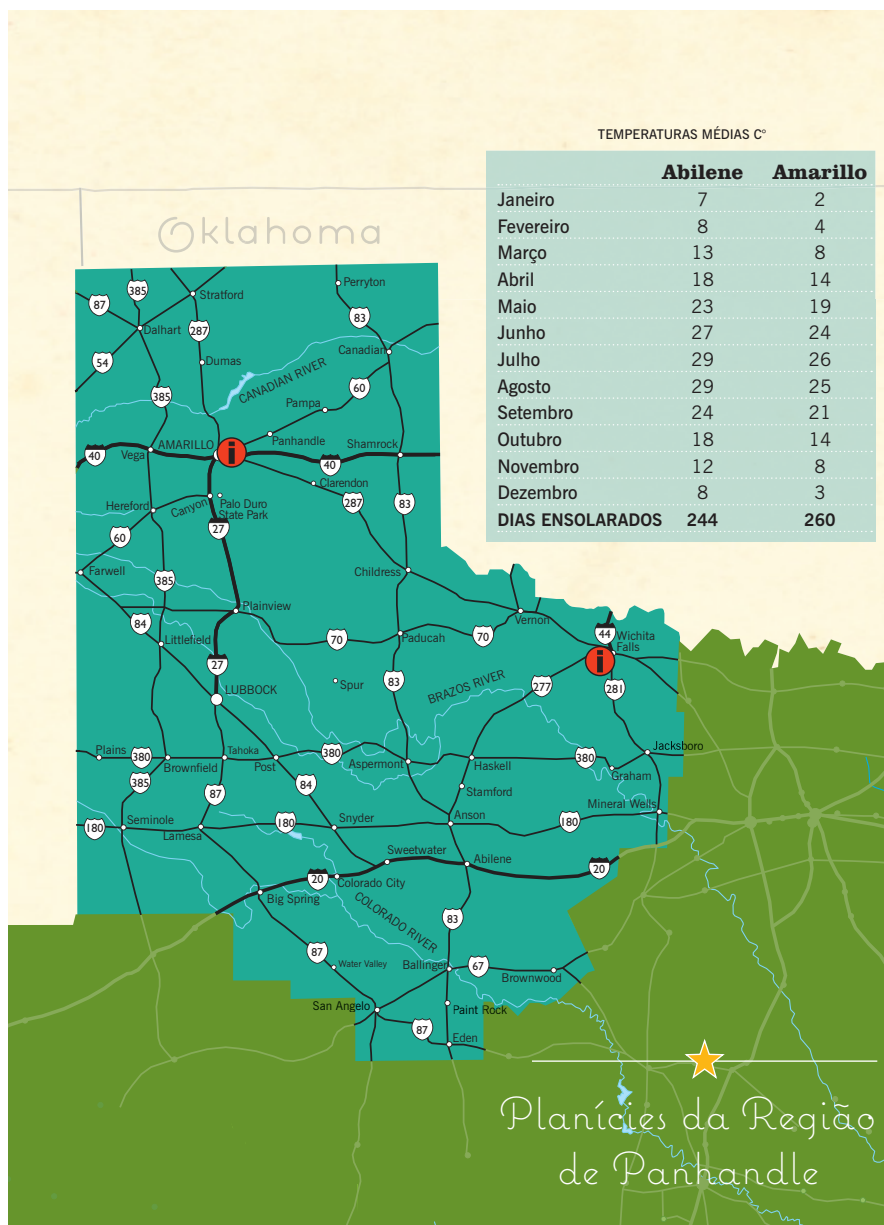 TEMPERATURAS MÉDIAS C°
Abilene Amarillo
Janeiro 7 2
Fevereiro 8 4
Março 13 8
Abril 18 14
Maio 23 19
Junho 27 24
Julho 29 26
Agosto 29 25
Setembro 24 21
Outubro 18 14
Novembro 12 8
Dezembro 8 3
DIAS ENSOLARADOS 244 260
Oklahoma
385
87
Stratford
Perryton
83
287
Dalhart
54
Dumas
Canadian
CANADIAN RIVER
60
385
Pampa
AMARILLO
i
Panhandle
Shamrock
40
Vega
40
Clarendon
Hereford
Canyon
Palo Duro
State Park
287
83
27
60
Farwell
385
Childress
Plainview
84
Littlefield
70
Paducah
70
Vernon
44
Wichita
Falls
i
27
LUBBOCK
Spur
83
BRAZOS RIVER
277
281
Plains
380
Brownfield
Tahoka
Post
380
Aspermont
Haskell
380
Jacksboro
Graham
385
87
84
Stamford
Mineral Wells
180
Seminole
Lamesa
180
Snyder
Anson
180
Sweetwater
Abilene
20
Colorado City
20
Big Spring
COLORADO RIVER
83
87
Water Valley
Ballinger
67
Brownwood
San Angelo
Paint Rock
87
Eden
Planícies da Região
de Panhandle